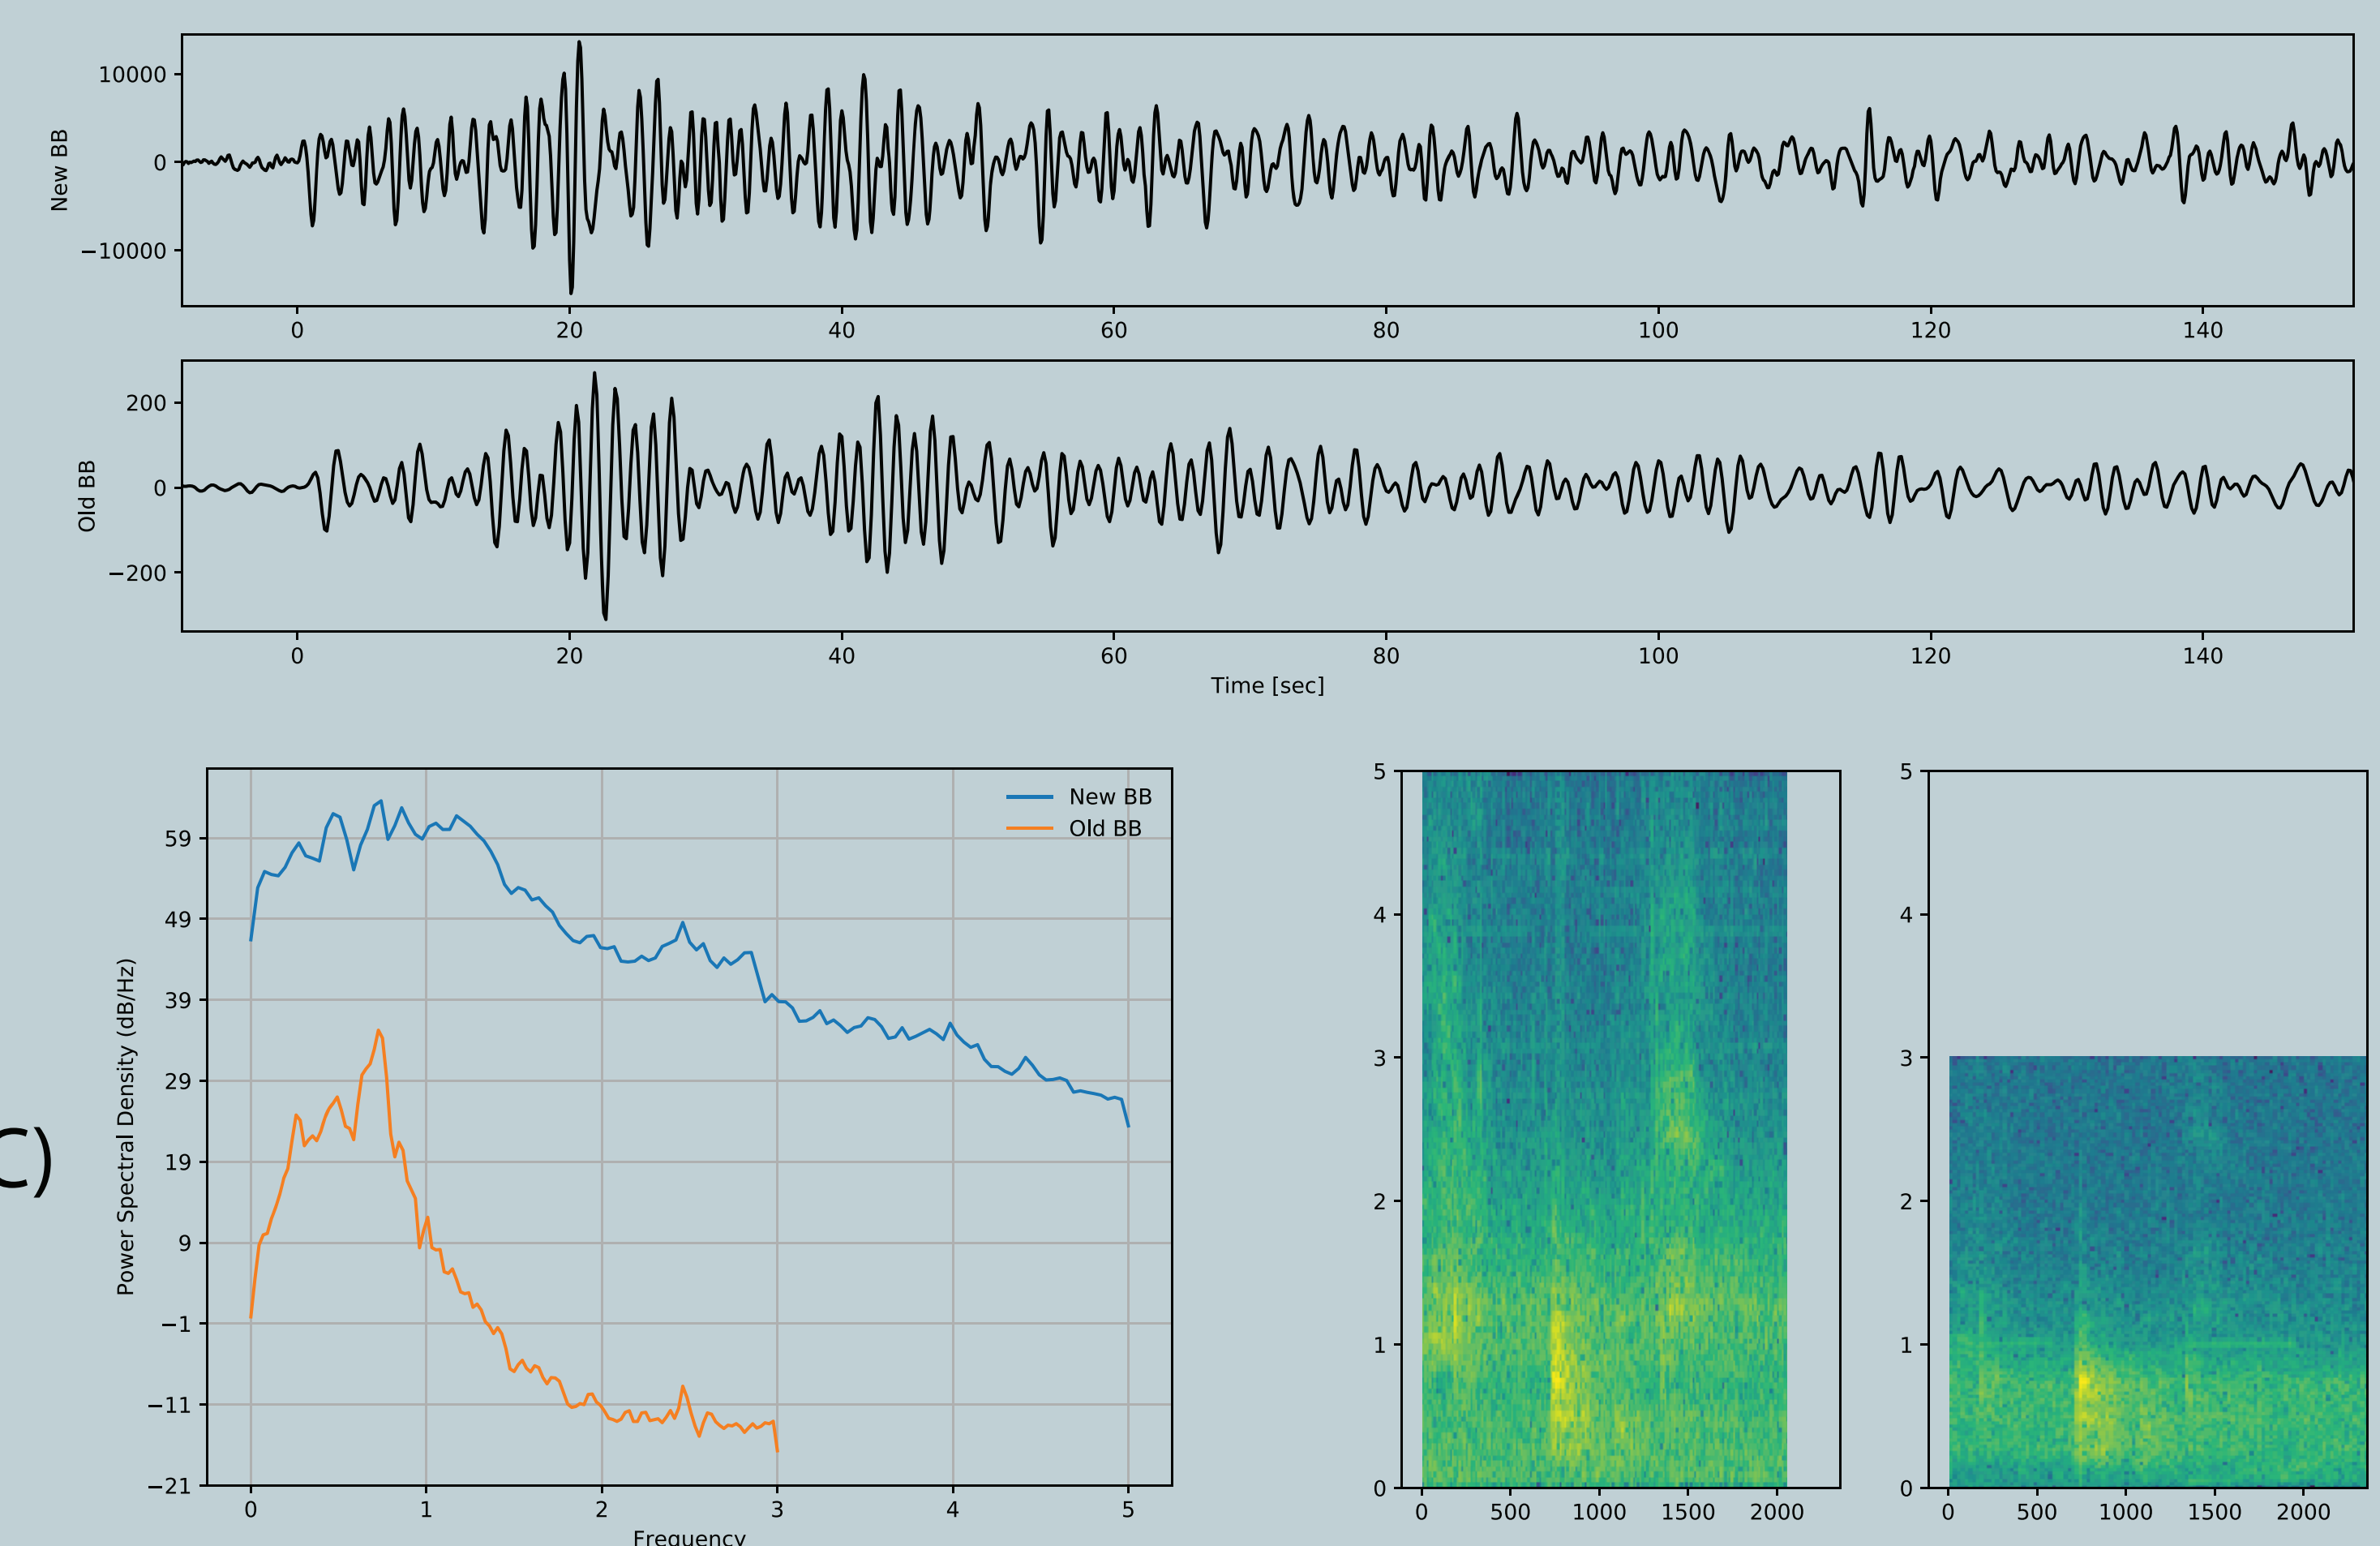 New BB
10000
0
−10000
0 20 40 60 80 100 120 140
Old BB
200
0
−200
0 20 40 60 80 100 120 140
Time [sec]
C)
Power Spectral Density (dB/Hz)
59
49
39
29
19
9
−1
−11
−21
New BB
Old BB
0 1 2 3 4 5
Frequency
5
4
3
2
1
0
0 500 1000 1500 2000
5
4
3
2
1
0
0 500 1000 1500 2000